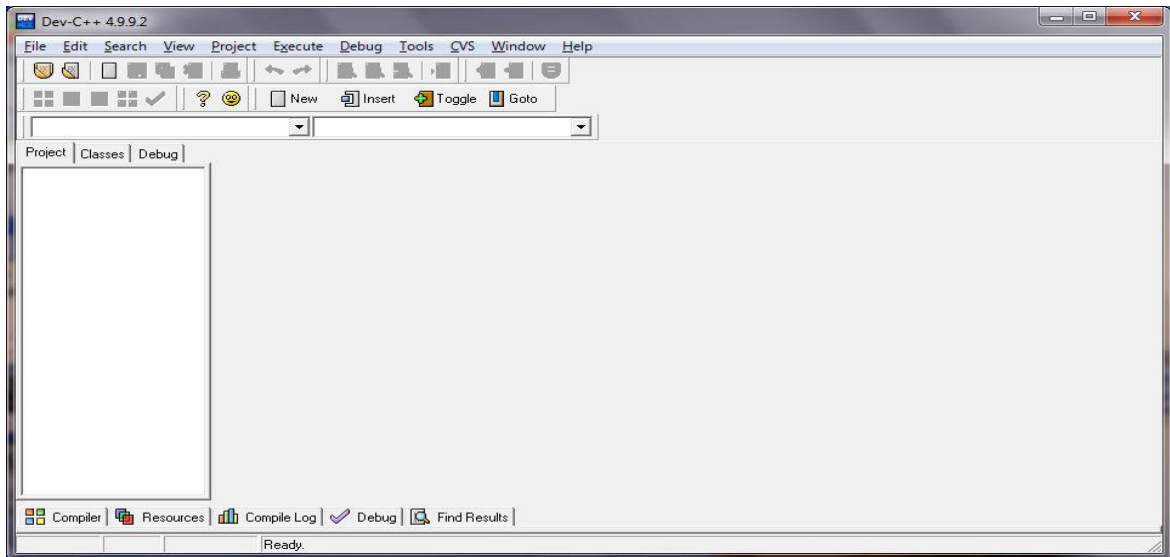 Dev-C++ 4.9.9.2
File Edit Search View Project Execute Debug Tools CVS Window Help
New Insert Toggle Goto
Project Classes Debug
Compiler Resources Compile Log Debug Find Results
Ready.